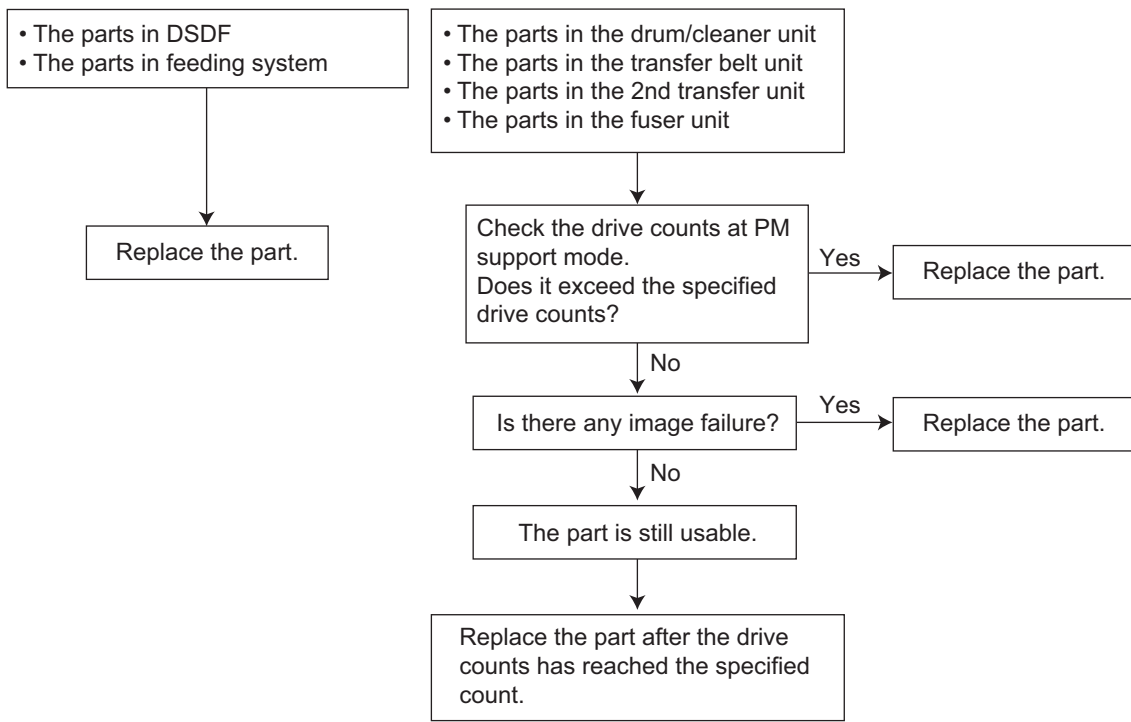 • The parts in DSDF
• The parts in feeding system
Replace the part.
• The parts in the drum/cleaner unit
• The parts in the transfer belt unit
• The parts in the 2nd transfer unit
• The parts in the fuser unit
Check the drive counts at PM
support mode.
Does it exceed the specified
drive counts?
Yes
Replace the part.
No
Is there any image failure?
Yes
Replace the part.
No
The part is still usable.
Replace the part after the drive
counts has reached the specified
count.